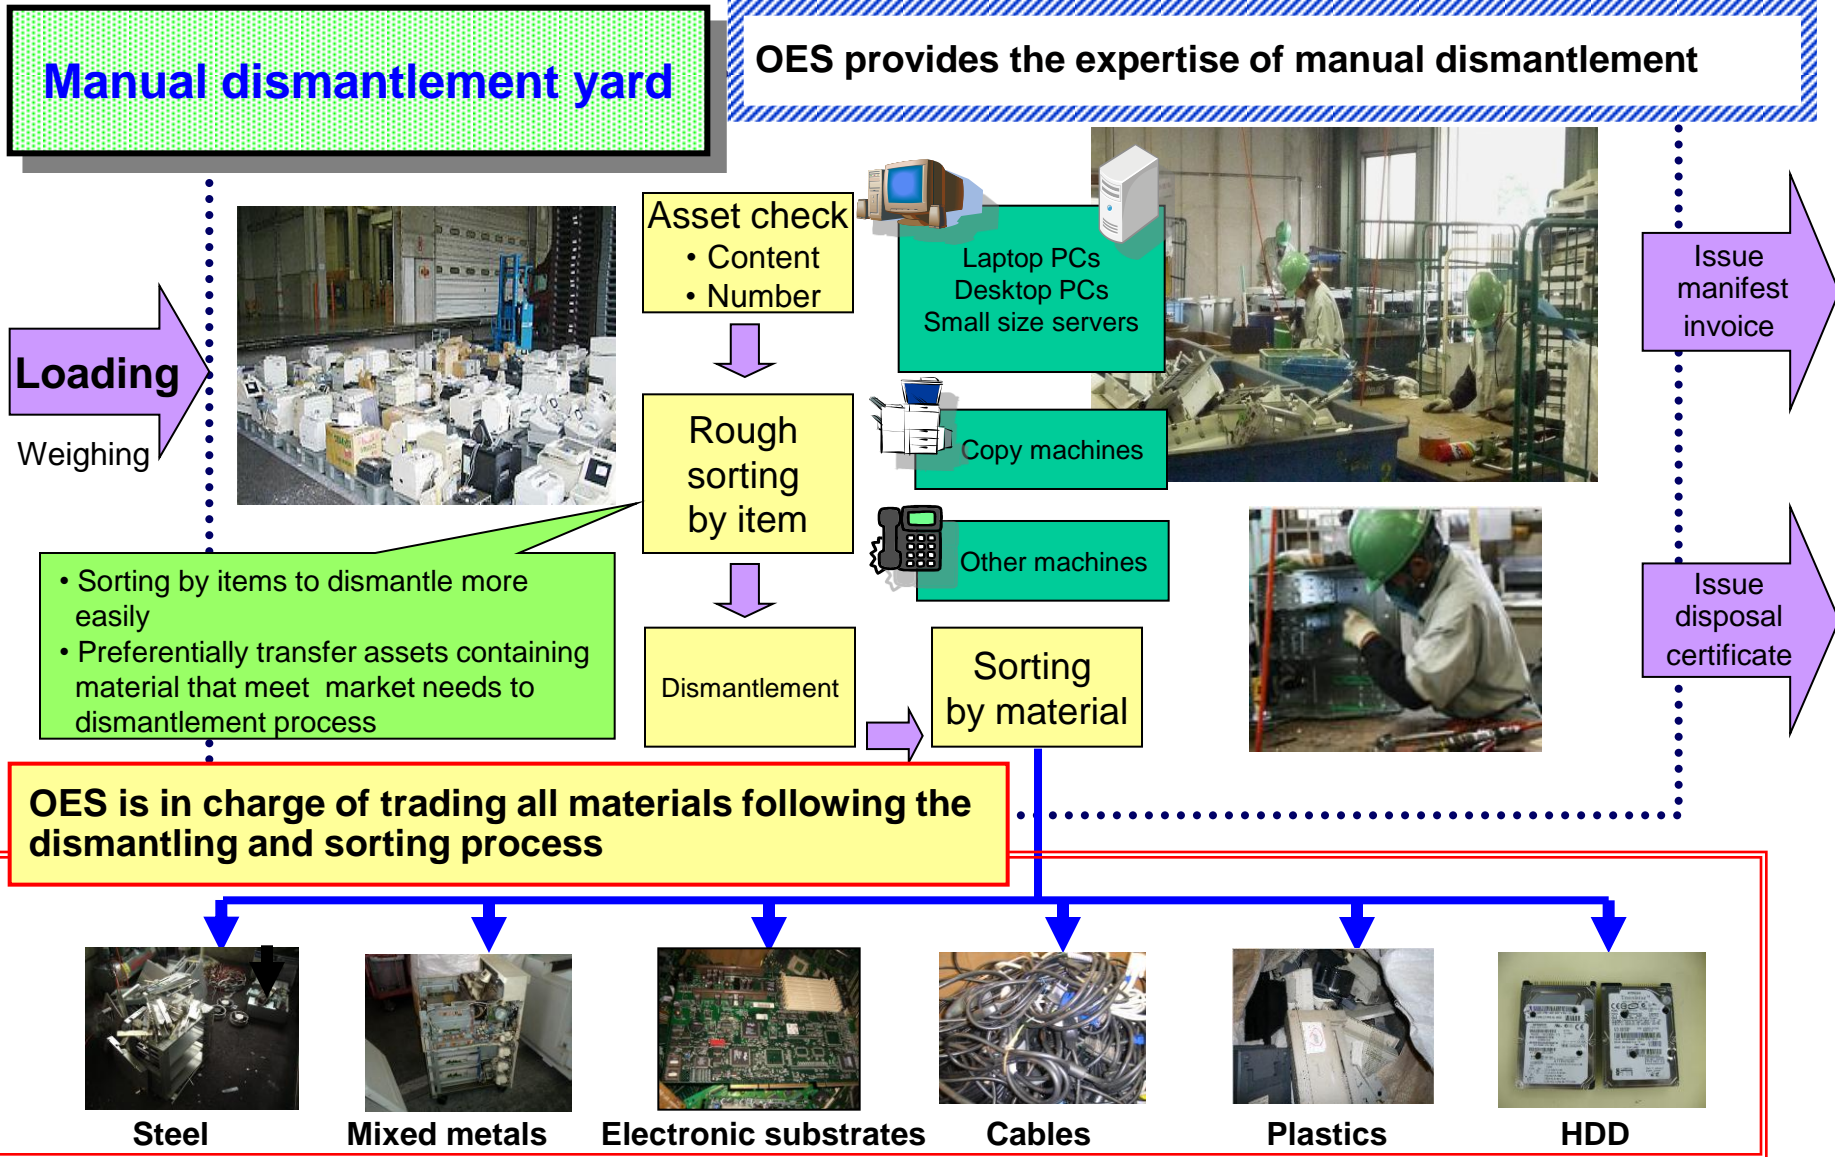 Manual dismantlement yard
OES provides the expertise of manual dismantlement
Loading
Weighing
Asset check
• Content
• Number
Rough
sorting
by item
• Sorting by items to dismantle more
easily
• Preferentially transfer assets containing
material that meet market needs to
dismantlement process
Laptop PCs
Desktop PCs
Small size servers
Copy machines
Other machines
Dismantlement
Sorting
by material
Issue
manifest
invoice
Issue
disposal
certificate
OES is in charge of trading all materials following the
dismantling and sorting process
Steel
Mixed metals
Electronic substrates
Cables
Plastics
HDD